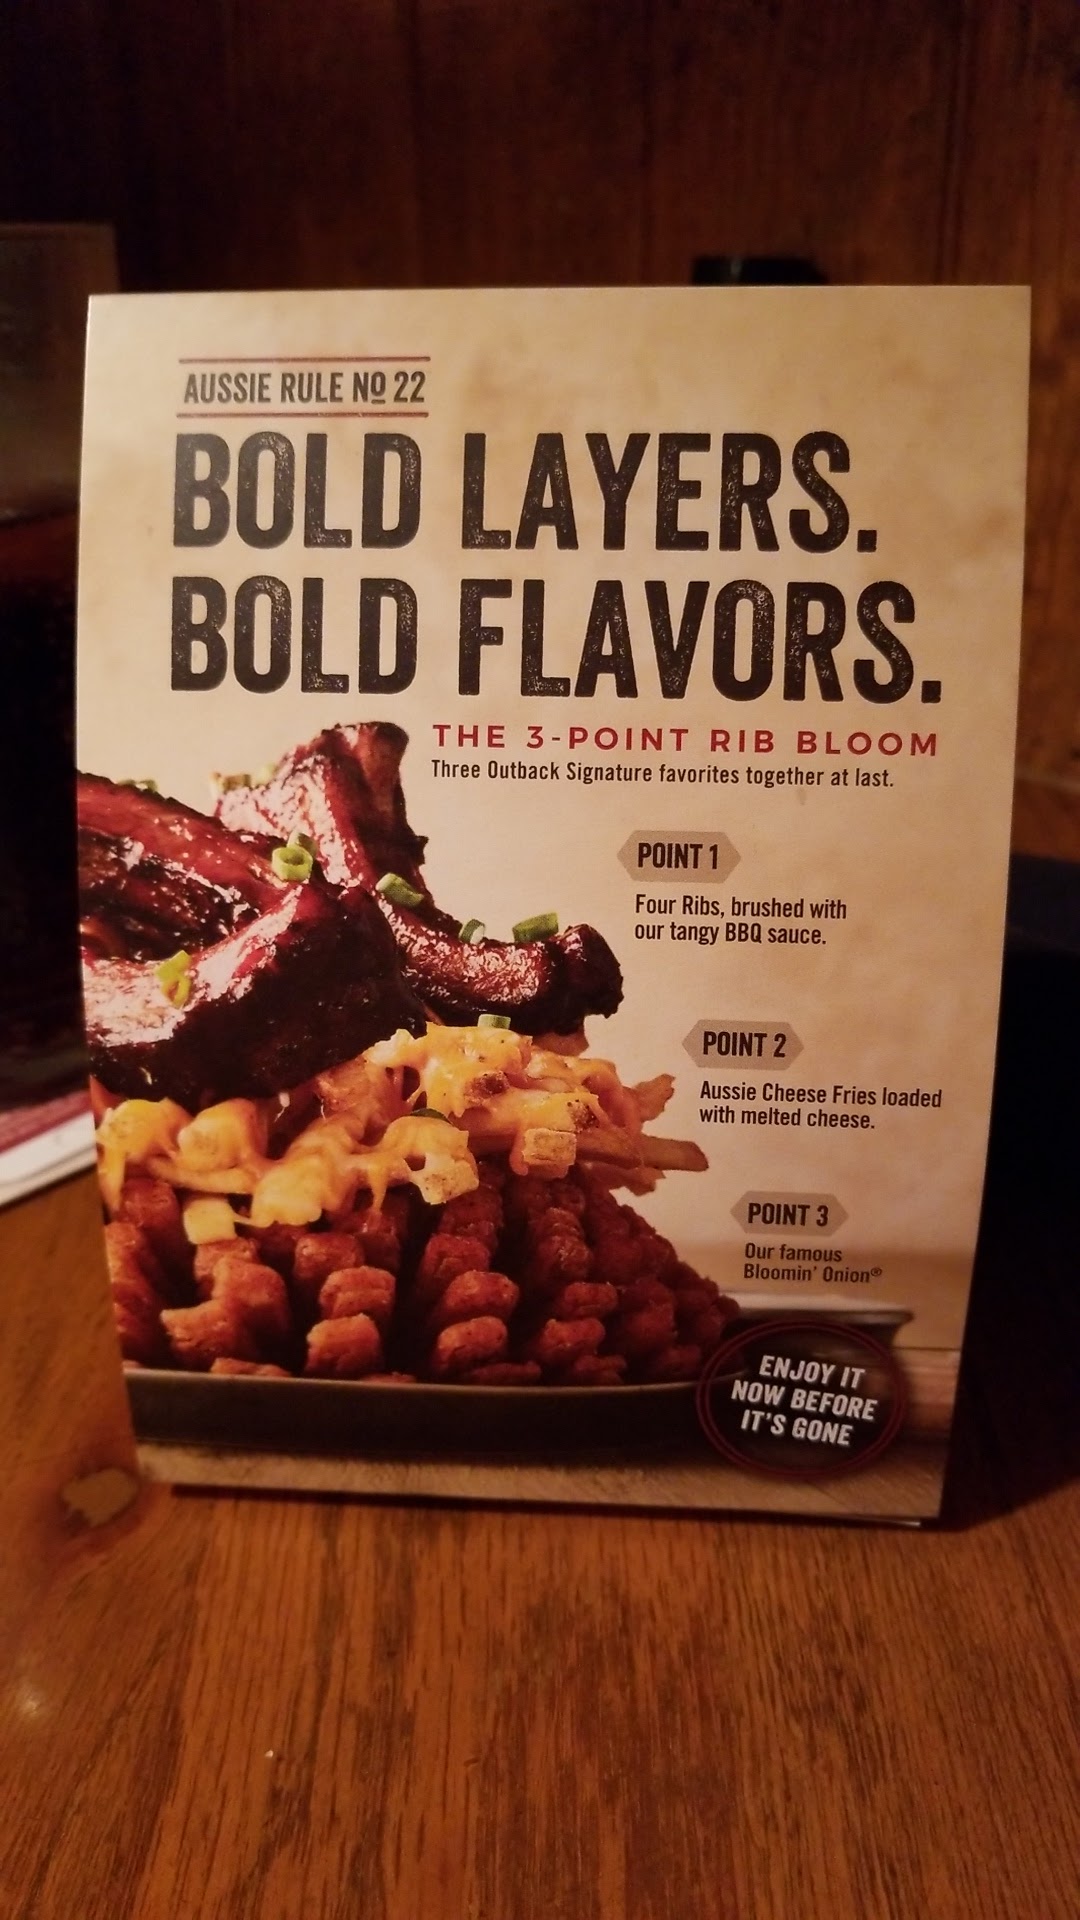 AUSSIE RULE Nº 22
BOLD LAYERS.
BOLD FLAVORS.
THE 3-POINT RIB BLOOM
Three Outback Signature favorites together at last.
POINT 1
Four Ribs, brushed with
our tangy BBQ sauce.
POINT 2
Aussie Cheese Fries loaded
with melted cheese.
POINT 3
Our famous
Bloomin' Onion®
ENJOY IT
NOW BEFORE
IT'S GONE